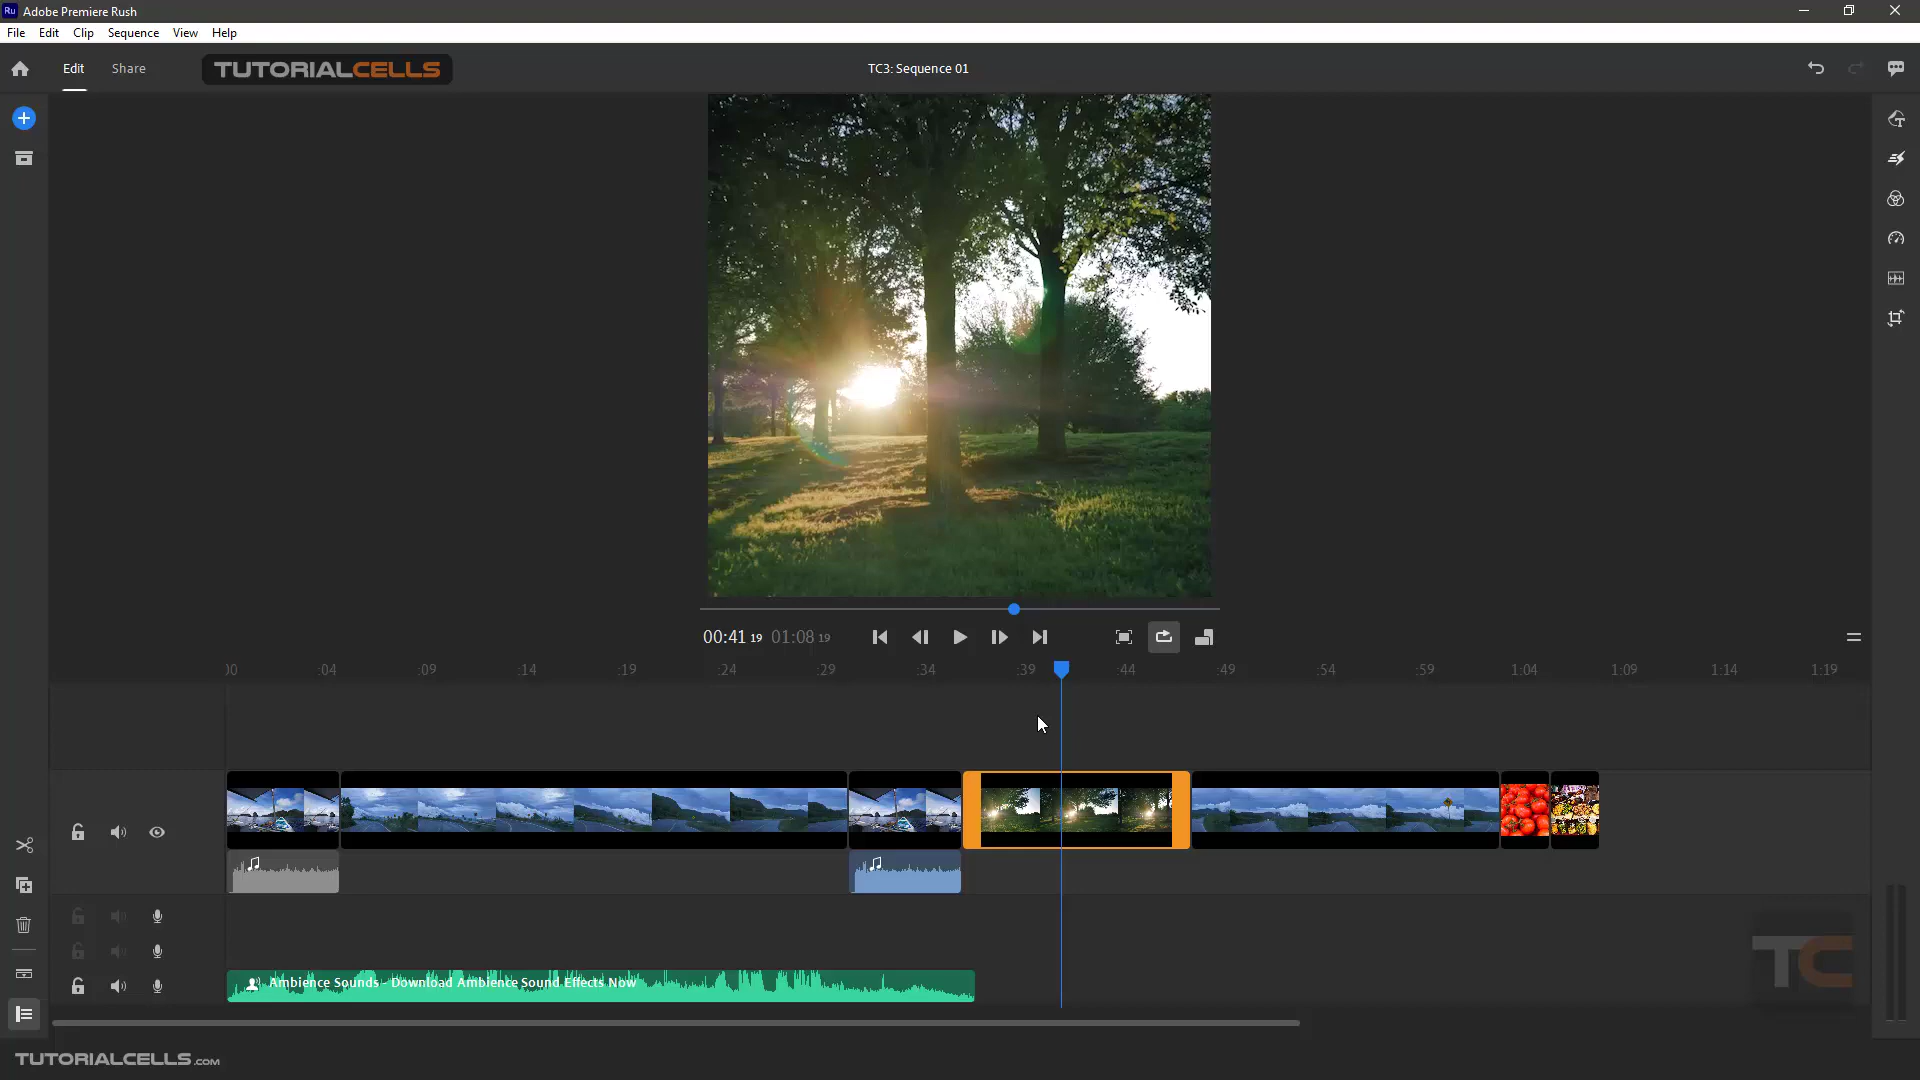 Ru Adobe Premiere Rush
File Edit Clip Sequence View Help
Edit Share TUTORIALCELLS TC3: Sequence 01
00:41 19 01:08 19
:00 :04 :09 :14 :19 :24 :29 :34 :39 :44 :49 :54 :59 1:04 1:09 1:14 1:19
Ambience Sounds - Download Ambience Sound Effects Now
TC
TUTORIALCELLS.COM